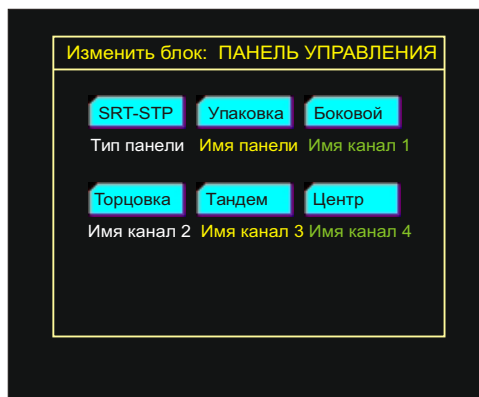 Изменить блок: ПАНЕЛЬ УПРАВЛЕНИЯ
SRT-STP Упаковка Боковой
Тип панели Имя панели Имя канал 1
Торцовка Тандем Центр
Имя канал 2 Имя канал 3 Имя канал 4